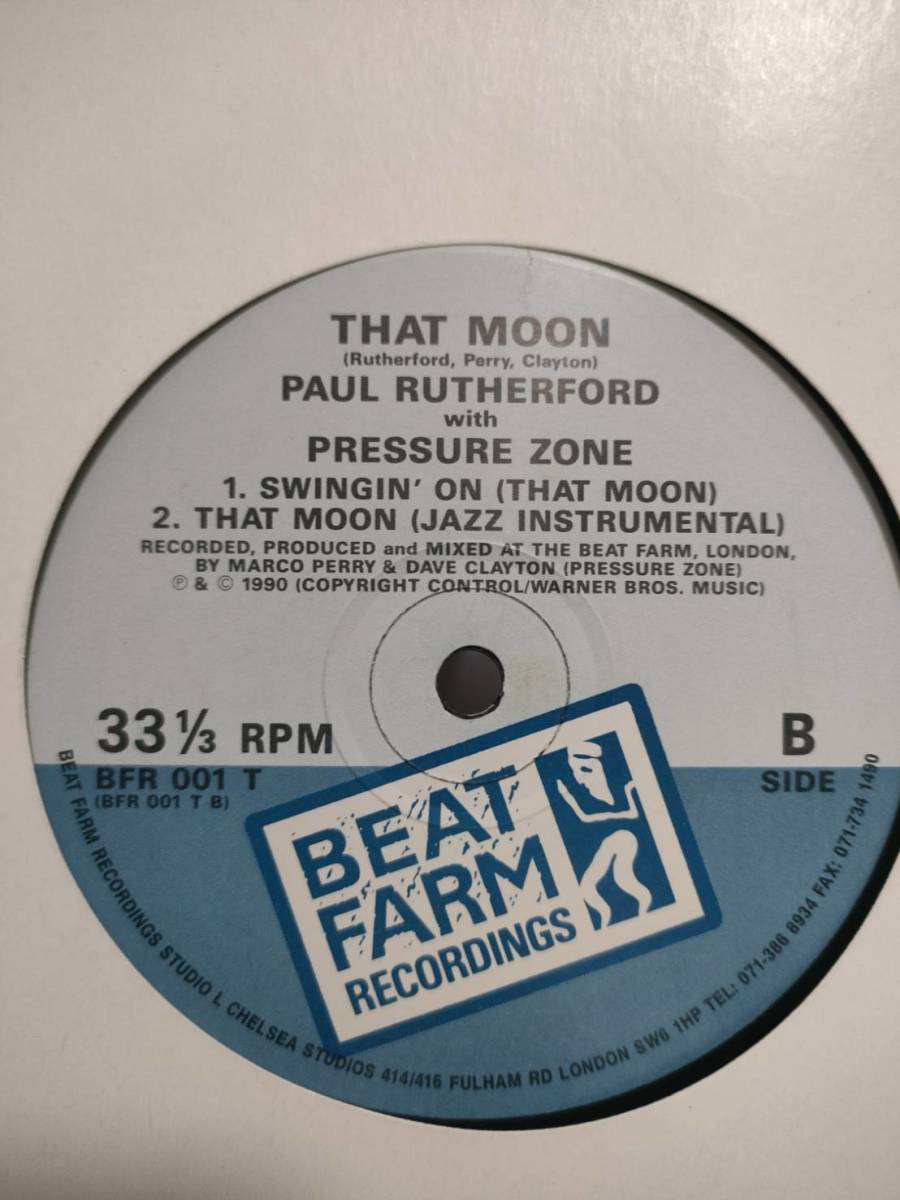 THAT MOON
(Rutherford, Perry, Clayton)
PAUL RUTHERFORD
with
PRESSURE ZONE
1. SWINGIN' ON (THAT MOON)
2. THAT MOON (JAZZ INSTRUMENTAL)
RECORDED, PRODUCED and MIXED AT THE BEAT FARM, LONDON,
BY MARCO PERRY & DAVE CLAYTON (PRESSURE ZONE)
℗ & © 1990 (COPYRIGHT CONTROL/WARNER BROS. MUSIC)
33 ⅓ RPM
B
BFR 001 T
SIDE
(BFR 001 T B)
BEAT
FARM
RECORDINGS
BEAT FARM RECORDINGS STUDIO L CHELSEA STUDIOS 414/416 FULHAM RD LONDON SW6 1HP TEL: 071-386 8934 FAX: 071-734 1490